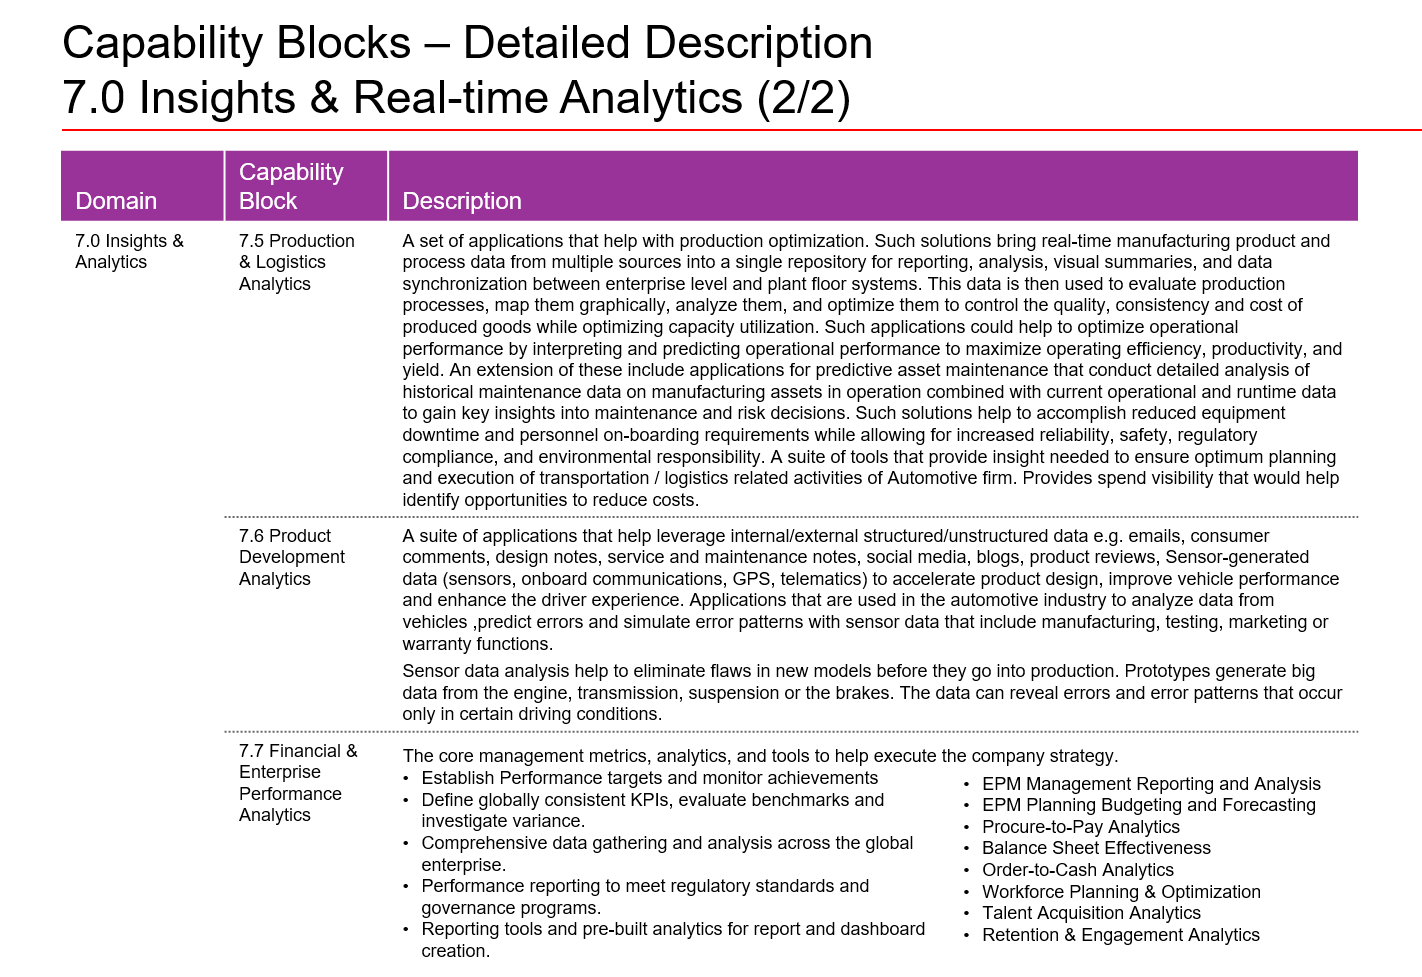 Capability Blocks – Detailed Description
7.0 Insights & Real-time Analytics (2/2)
Domain
Capability
Block
Description
7.0 Insights &
Analytics
7.5 Production
& Logistics
Analytics
A set of applications that help with production optimization. Such solutions bring real-time manufacturing product and
process data from multiple sources into a single repository for reporting, analysis, visual summaries, and data
synchronization between enterprise level and plant floor systems. This data is then used to evaluate production
processes, map them graphically, analyze them, and optimize them to control the quality, consistency and cost of
produced goods while optimizing capacity utilization. Such applications could help to optimize operational
performance by interpreting and predicting operational performance to maximize operating efficiency, productivity, and
yield. An extension of these include applications for predictive asset maintenance that conduct detailed analysis of
historical maintenance data on manufacturing assets in operation combined with current operational and runtime data
to gain key insights into maintenance and risk decisions. Such solutions help to accomplish reduced equipment
downtime and personnel on-boarding requirements while allowing for increased reliability, safety, regulatory
compliance, and environmental responsibility. A suite of tools that provide insight needed to ensure optimum planning
and execution of transportation / logistics related activities of Automotive firm. Provides spend visibility that would help
identify opportunities to reduce costs.
7.6 Product
Development
Analytics
A suite of applications that help leverage internal/external structured/unstructured data e.g. emails, consumer
comments, design notes, service and maintenance notes, social media, blogs, product reviews, Sensor-generated
data (sensors, onboard communications, GPS, telematics) to accelerate product design, improve vehicle performance
and enhance the driver experience. Applications that are used in the automotive industry to analyze data from
vehicles ,predict errors and simulate error patterns with sensor data that include manufacturing, testing, marketing or
warranty functions.
Sensor data analysis help to eliminate flaws in new models before they go into production. Prototypes generate big
data from the engine, transmission, suspension or the brakes. The data can reveal errors and error patterns that occur
only in certain driving conditions.
7.7 Financial &
Enterprise
Performance
Analytics
The core management metrics, analytics, and tools to help execute the company strategy.
• Establish Performance targets and monitor achievements
• Define globally consistent KPIs, evaluate benchmarks and
investigate variance.
• Comprehensive data gathering and analysis across the global
enterprise.
• Performance reporting to meet regulatory standards and
governance programs.
• Reporting tools and pre-built analytics for report and dashboard
creation.
• EPM Management Reporting and Analysis
• EPM Planning Budgeting and Forecasting
• Procure-to-Pay Analytics
• Balance Sheet Effectiveness
• Order-to-Cash Analytics
• Workforce Planning & Optimization
• Talent Acquisition Analytics
• Retention & Engagement Analytics